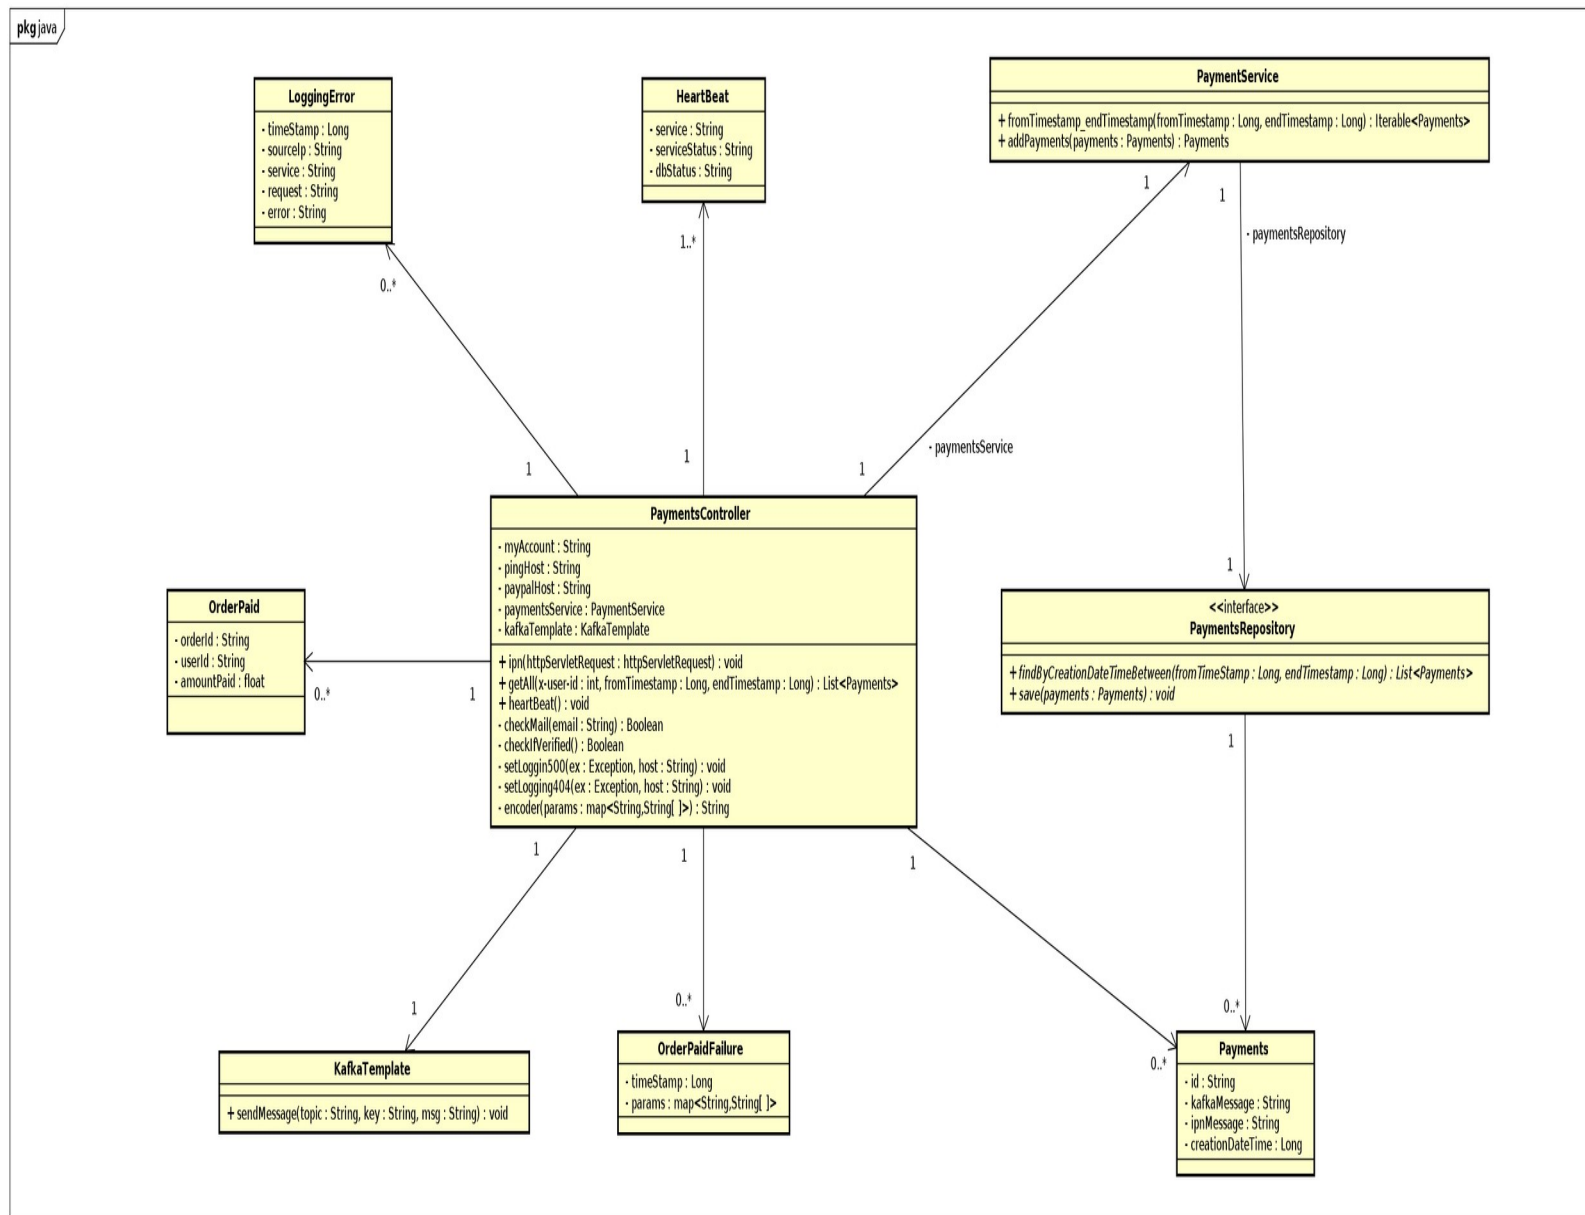 pkg java
LoggingError
- timeStamp : Long
- sourceIp : String
- service : String
- request : String
- error : String
HeartBeat
- service : String
- serviceStatus : String
- dbStatus : String
PaymentService
+ fromTimestamp_endTimestamp(fromTimestamp : Long, endTimestamp : Long) : Iterable<Payments>
+ addPayments(payments : Payments) : Payments
1
1
- paymentsRepository
1..*
0..*
- paymentsService
1
1
1
PaymentsController
- myAccount : String
- pingHost : String
- paypalHost : String
- paymentsService : PaymentService
- kafkaTemplate : KafkaTemplate
+ ipn(httpServletRequest : httpServletRequest) : void
+ getAll(x-user-id : int, fromTimestamp : Long, endTimestamp : Long) : List<Payments>
+ heartBeat() : void
- checkMail(email : String) : Boolean
- checkIfVerified() : Boolean
- setLoggin500(ex : Exception, host : String) : void
- setLogging404(ex : Exception, host : String) : void
- encoder(params : map<String,String[ ]>) : String
OrderPaid
- orderId : String
- userId : String
- amountPaid : float
0..*
1
1
<<interface>>
PaymentsRepository
+ findByCreationDateTimeBetween(fromTimeStamp : Long, endTimestamp : Long) : List<Payments>
+ save(payments : Payments) : void
1
1
1
1
1
0..*
0..*
0..*
KafkaTemplate
+ sendMessage(topic : String, key : String, msg : String) : void
OrderPaidFailure
- timeStamp : Long
- params : map<String,String[ ]>
Payments
- id : String
- kafkaMessage : String
- ipnMessage : String
- creationDateTime : Long